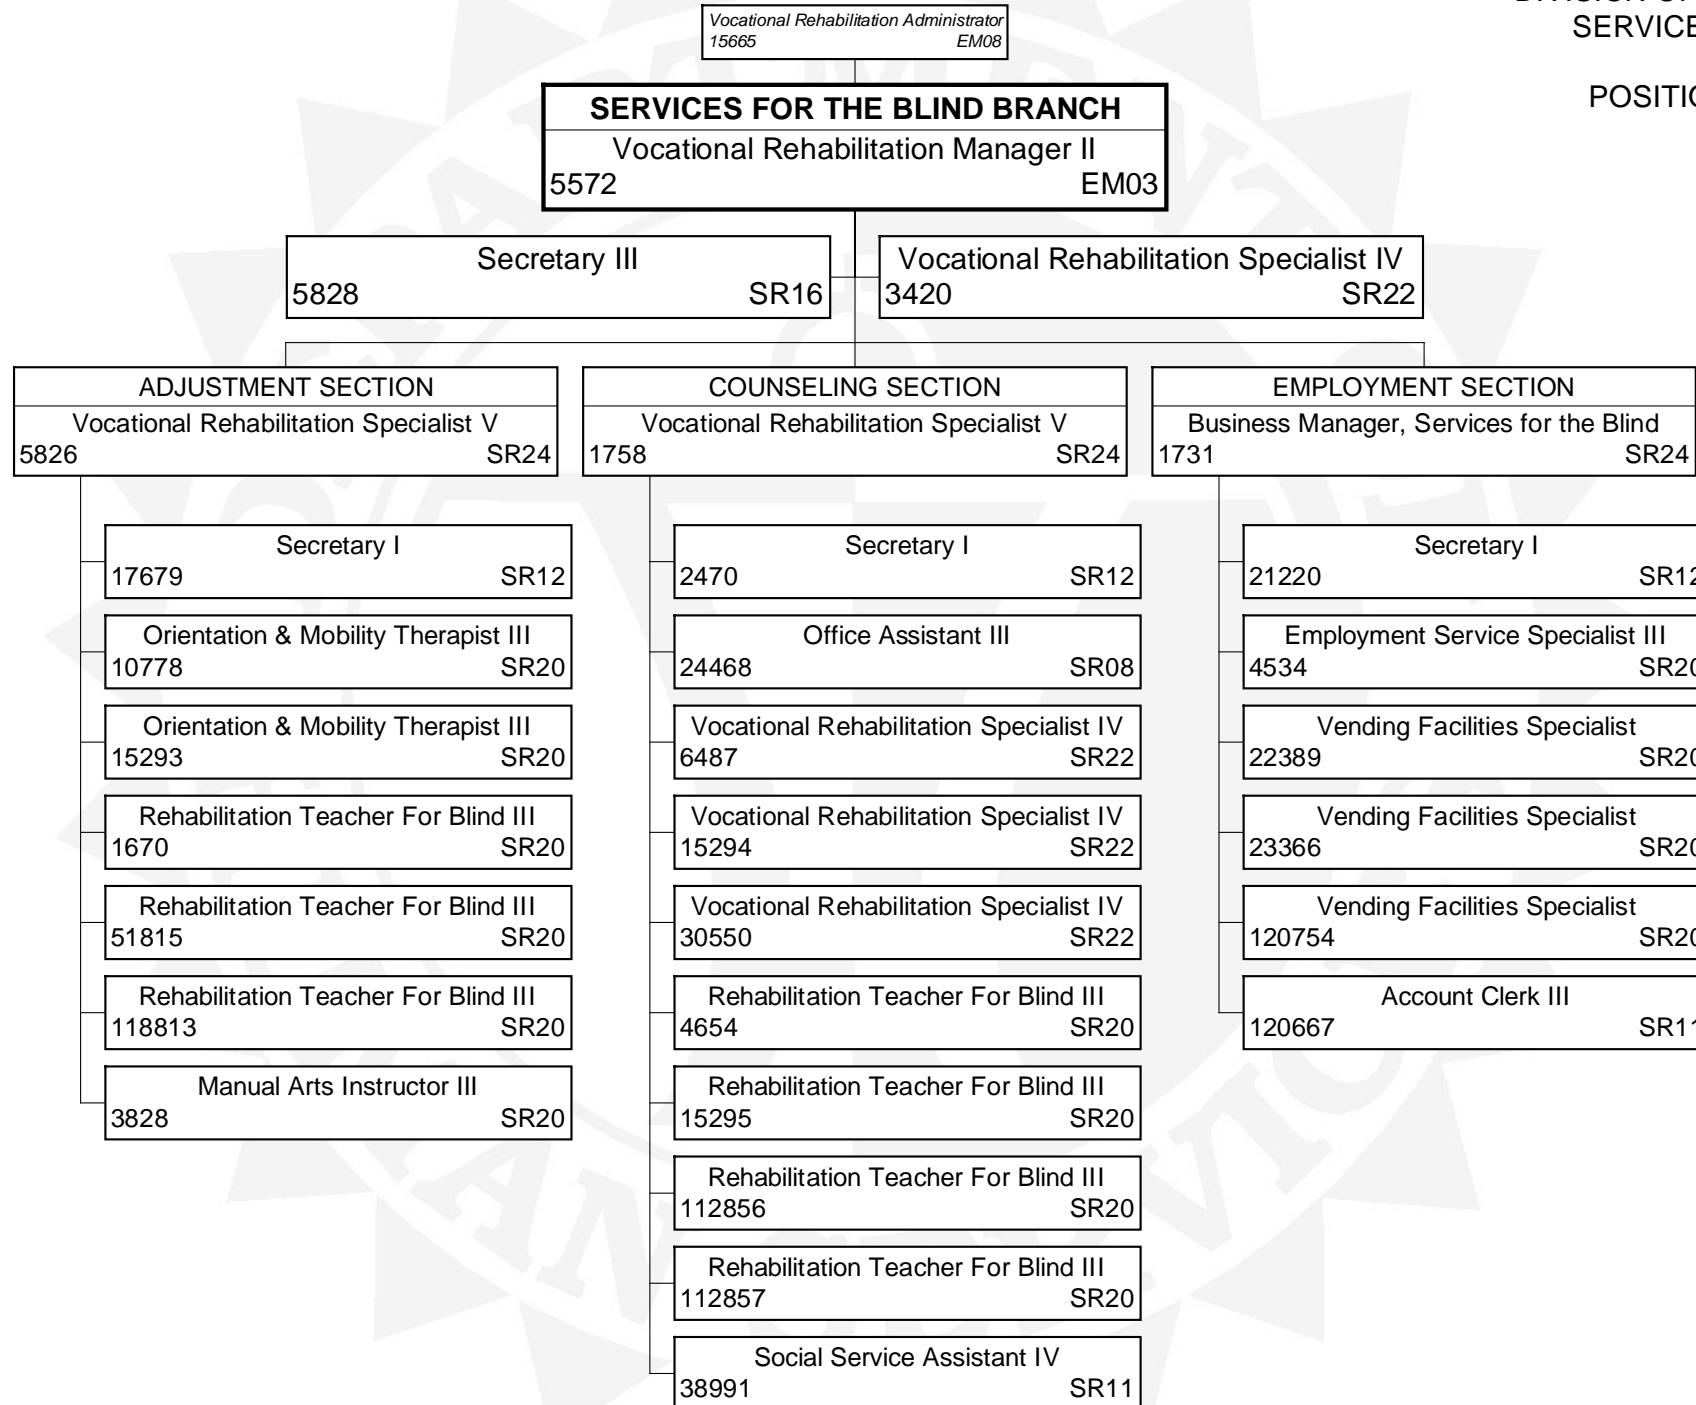 Vocational Rehabilitation Administrator
15665 EM08
SERVICE
POSITIO
SERVICES FOR THE BLIND BRANCH
Vocational Rehabilitation Manager II
5572 EM03
Secretary III
5828 SR16
Vocational Rehabilitation Specialist IV
3420 SR22
ADJUSTMENT SECTION
Vocational Rehabilitation Specialist V
5826 SR24
COUNSELING SECTION
Vocational Rehabilitation Specialist V
1758 SR24
EMPLOYMENT SECTION
Business Manager, Services for the Blind
1731 SR24
Secretary I
17679 SR12
Orientation & Mobility Therapist III
10778 SR20
Orientation & Mobility Therapist III
15293 SR20
Rehabilitation Teacher For Blind III
1670 SR20
Rehabilitation Teacher For Blind III
51815 SR20
Rehabilitation Teacher For Blind III
118813 SR20
Manual Arts Instructor III
3828 SR20
Secretary I
2470 SR12
Office Assistant III
24468 SR08
Vocational Rehabilitation Specialist IV
6487 SR22
Vocational Rehabilitation Specialist IV
15294 SR22
Vocational Rehabilitation Specialist IV
30550 SR22
Rehabilitation Teacher For Blind III
4654 SR20
Rehabilitation Teacher For Blind III
15295 SR20
Rehabilitation Teacher For Blind III
112856 SR20
Rehabilitation Teacher For Blind III
112857 SR20
Social Service Assistant IV
38991 SR11
Secretary I
21220 SR12
Employment Service Specialist III
4534 SR20
Vending Facilities Specialist
22389 SR20
Vending Facilities Specialist
23366 SR20
Vending Facilities Specialist
120754 SR20
Account Clerk III
120667 SR11